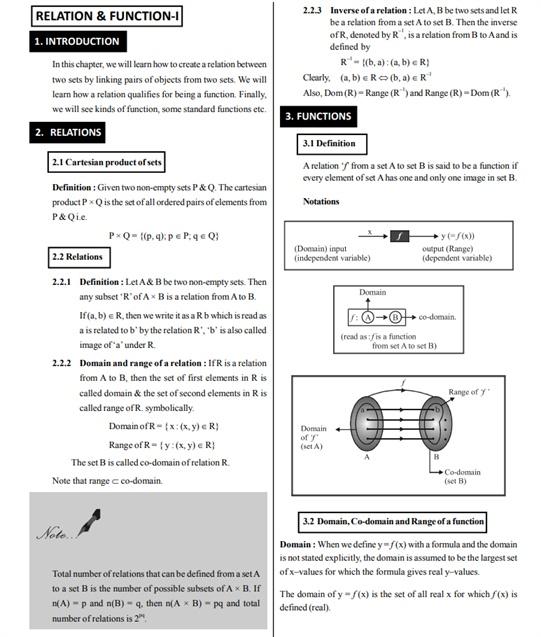 RELATION & FUNCTION-I
1. INTRODUCTION
In this chapter, we will learn how to create a relation between
two sets by linking pairs of objects from two sets. We will
learn how a relation qualifies for being a function. Finally,
we will see kinds of function, some standard functions etc.
2. RELATIONS
2.1 Cartesian product of sets
Definition : Given two non-empty sets P & Q. The cartesian
product P × Q is the set of all ordered pairs of elements from
P & Q i.e.
P × Q = {(p, q); p ∈ P; q ∈ Q}
2.2 Relations
2.2.1 Definition : Let A & B be two non-empty sets. Then
any subset 'R' of A × B is a relation from A to B.
If (a, b) ∈ R, then we write it as a R b which is read as
a is related to b' by the relation R', 'b' is also called
image of 'a' under R.
2.2.2 Domain and range of a relation : If R is a relation
from A to B, then the set of first elements in R is
called domain & the set of second elements in R is
called range of R. symbolically.
Domain of R = { x : (x, y) ∈ R}
Range of R = { y : (x, y) ∈ R}
The set B is called co-domain of relation R.
Note that range ⊂ co-domain.
Note...
Total number of relations that can be defined from a set A
to a set B is the number of possible subsets of A × B. If
n(A) = p and n(B) = q, then n(A × B) = pq and total
number of relations is 2^pq.
2.2.3 Inverse of a relation : Let A, B be two sets and let R
be a relation from a set A to set B. Then the inverse
of R, denoted by R⁻¹, is a relation from B to A and is
defined by
R⁻¹ = {(b, a) : (a, b) ∈ R}
Clearly, (a, b) ∈ R ⇔ (b, a) ∈ R⁻¹
Also, Dom (R) = Range (R⁻¹) and Range (R) = Dom (R⁻¹).
3. FUNCTIONS
3.1 Definition
A relation 'f' from a set A to set B is said to be a function if
every element of set A has one and only one image in set B.
Notations
x f y (= f(x))
(Domain) input output (Range)
(independent variable) (dependent variable)
Domain
f : A → B co-domain.
(read as : f is a function
from set A to set B)
f
Range of 'f'
a b
Domain
of 'f'
(set A)
A B
Co-domain
(set B)
3.2 Domain, Co-domain and Range of a function
Domain : When we define y = f (x) with a formula and the domain
is not stated explicitly, the domain is assumed to be the largest set
of x–values for which the formula gives real y–values.
The domain of y = f (x) is the set of all real x for which f (x) is
defined (real).